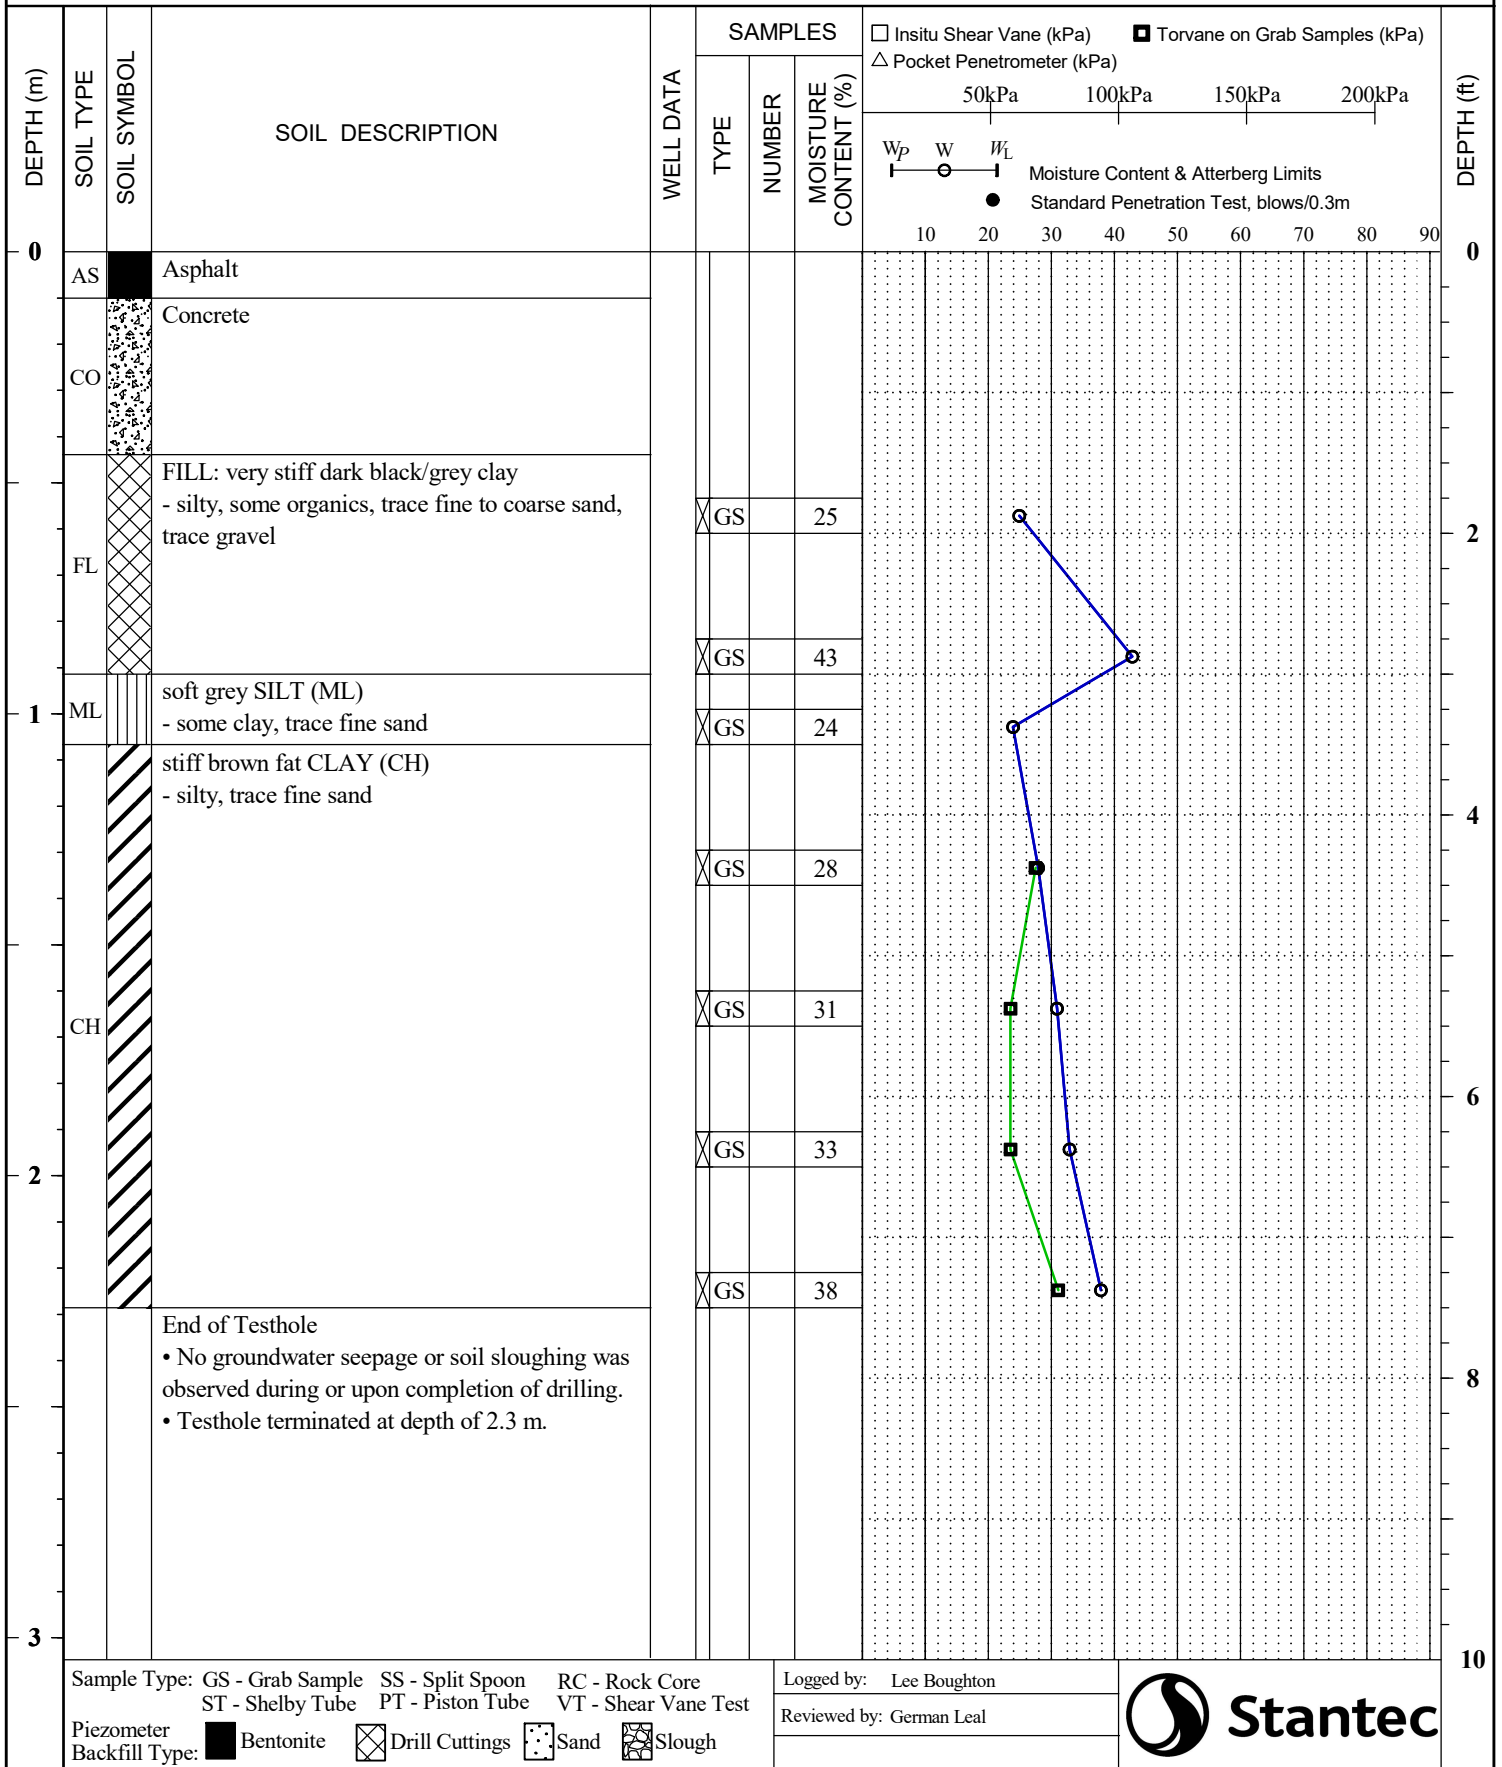 SAMPLES
DEPTH (m)
SOIL TYPE
SOIL SYMBOL
SOIL DESCRIPTION
WELL DATA
TYPE
NUMBER
MOISTURE CONTENT (%)
Insitu Shear Vane (kPa) Torvane on Grab Samples (kPa)
Pocket Penetrometer (kPa)
50kPa 100kPa 150kPa 200kPa
WP W WL
Moisture Content & Atterberg Limits
Standard Penetration Test, blows/0.3m
10 20 30 40 50 60 70 80 90
DEPTH (ft)
0 0
AS Asphalt
Concrete
CO
FILL: very stiff dark black/grey clay
- silty, some organics, trace fine to coarse sand,
trace gravel
GS 25
2
FL
GS 43
soft grey SILT (ML)
1 ML
- some clay, trace fine sand
GS 24
stiff brown fat CLAY (CH)
- silty, trace fine sand
4
GS 28
GS 31
CH
6
GS 33
2
GS 38
End of Testhole
• No groundwater seepage or soil sloughing was
observed during or upon completion of drilling.
8
• Testhole terminated at depth of 2.3 m.
3
10
Sample Type: GS - Grab Sample SS - Split Spoon RC - Rock Core
ST - Shelby Tube PT - Piston Tube VT - Shear Vane Test
Piezometer
Backfill Type: Bentonite Drill Cuttings Sand Slough
Logged by: Lee Boughton
Reviewed by: German Leal
Stantec